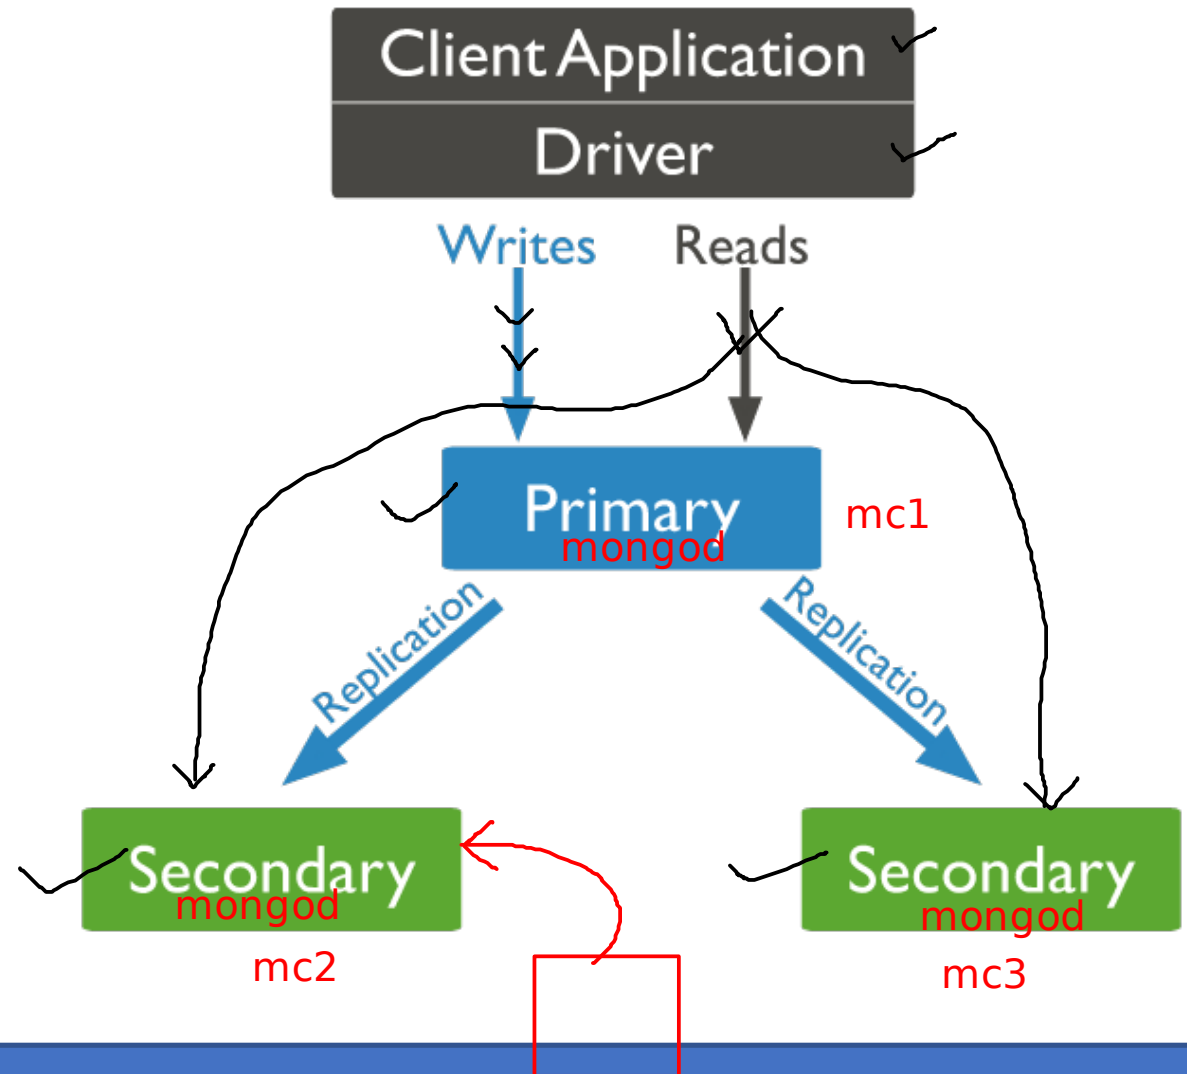 Client Application
Driver
Writes
Reads
Primary
mongod
mc1
Replication
Replication
Secondary
mongod
mc2
Secondary
mongod
mc3